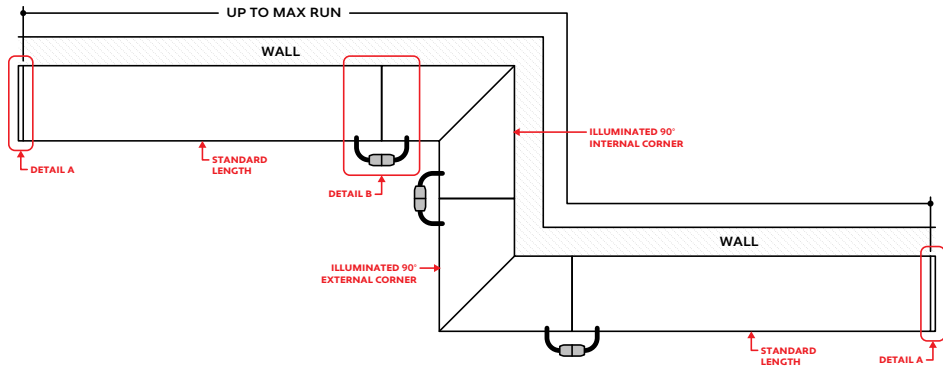 UP TO MAX RUN
WALL
ILLUMINATED 90°
INTERNAL CORNER
STANDARD
LENGTH
DETAIL A
DETAIL B
WALL
ILLUMINATED 90°
EXTERNAL CORNER
STANDARD
LENGTH
DETAIL A